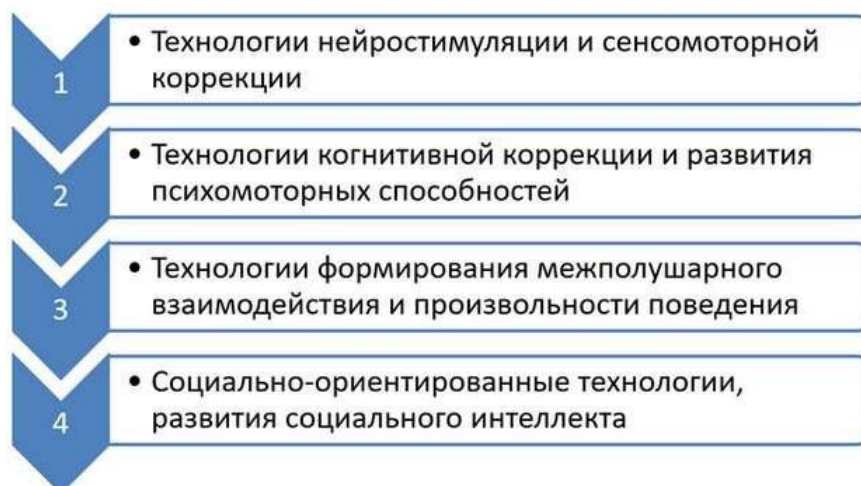 1
• Технологии нейростимуляции и сенсомоторной
коррекции
2
• Технологии когнитивной коррекции и развития
психомоторных способностей
3
• Технологии формирования межполушарного
взаимодействия и произвольности поведения
4
• Социально-ориентированные технологии,
развития социального интеллекта